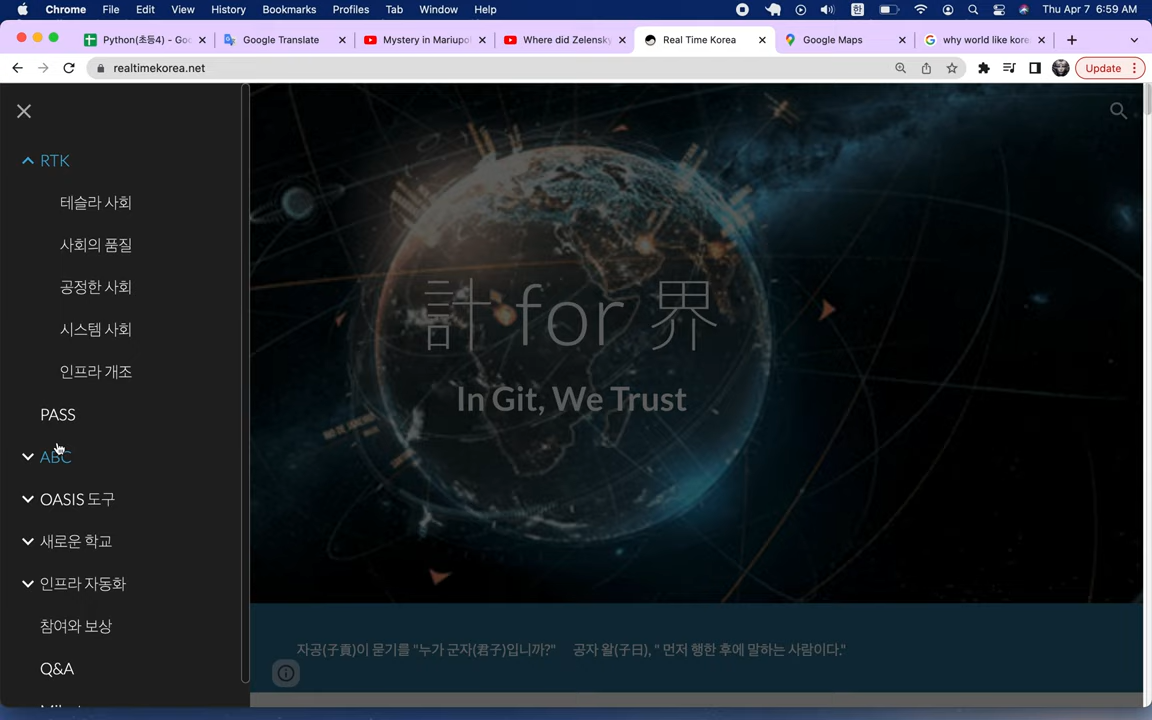 Chrome File Edit View History Bookmarks Profiles Tab Window Help 한 Thu Apr 7 6:59 AM
Python(초등4) - Goo Google Translate Mystery in Mariupol Where did Zelensky Real Time Korea Google Maps why world like kore
realtimekorea.net Update
RTK
테슬라 사회
사회의 품질
공정한 사회
시스템 사회
인프라 개조
PASS
ABC
OASIS 도구
새로운 학교
인프라 자동화
참여와 보상
Q&A
計 for 界
In Git, We Trust
자공(子貢)이 묻기를 "누가 군자(君子)입니까?" 공자 왈(子曰), " 먼저 행한 후에 말하는 사람이다."